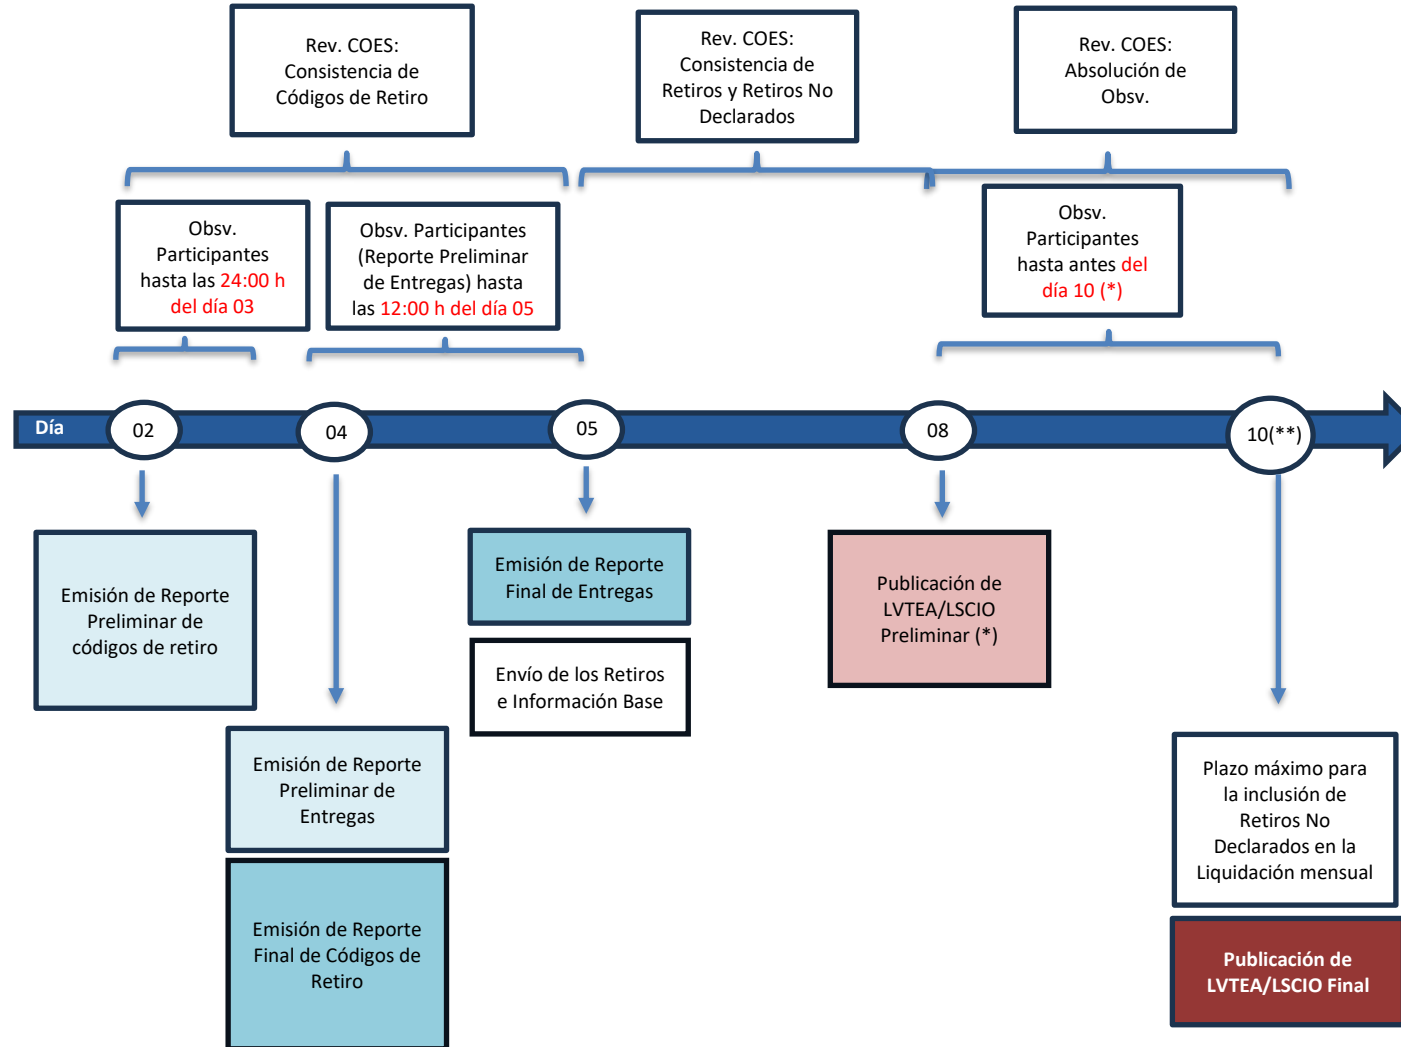 Rev. COES:
Consistencia de
Códigos de Retiro
Rev. COES:
Consistencia de
Retiros y Retiros No
Declarados
Rev. COES:
Absolución de
Obsv.
Obsv.
Participantes
hasta las 24:00 h
del día 03
Obsv. Participantes
(Reporte Preliminar
de Entregas) hasta
las 12:00 h del día 05
Obsv.
Participantes
hasta antes del
día 10 (*)
Día
02
04
05
08
10(**)
Emisión de Reporte
Preliminar de
códigos de retiro
Emisión de Reporte
Preliminar de
Entregas
Emisión de Reporte
Final de Códigos de
Retiro
Emisión de Reporte
Final de Entregas
Envío de los Retiros
e Información Base
Publicación de
LVTEA/LSCIO
Preliminar (*)
Plazo máximo para
la inclusión de
Retiros No
Declarados en la
Liquidación mensual
Publicación de
LVTEA/LSCIO Final